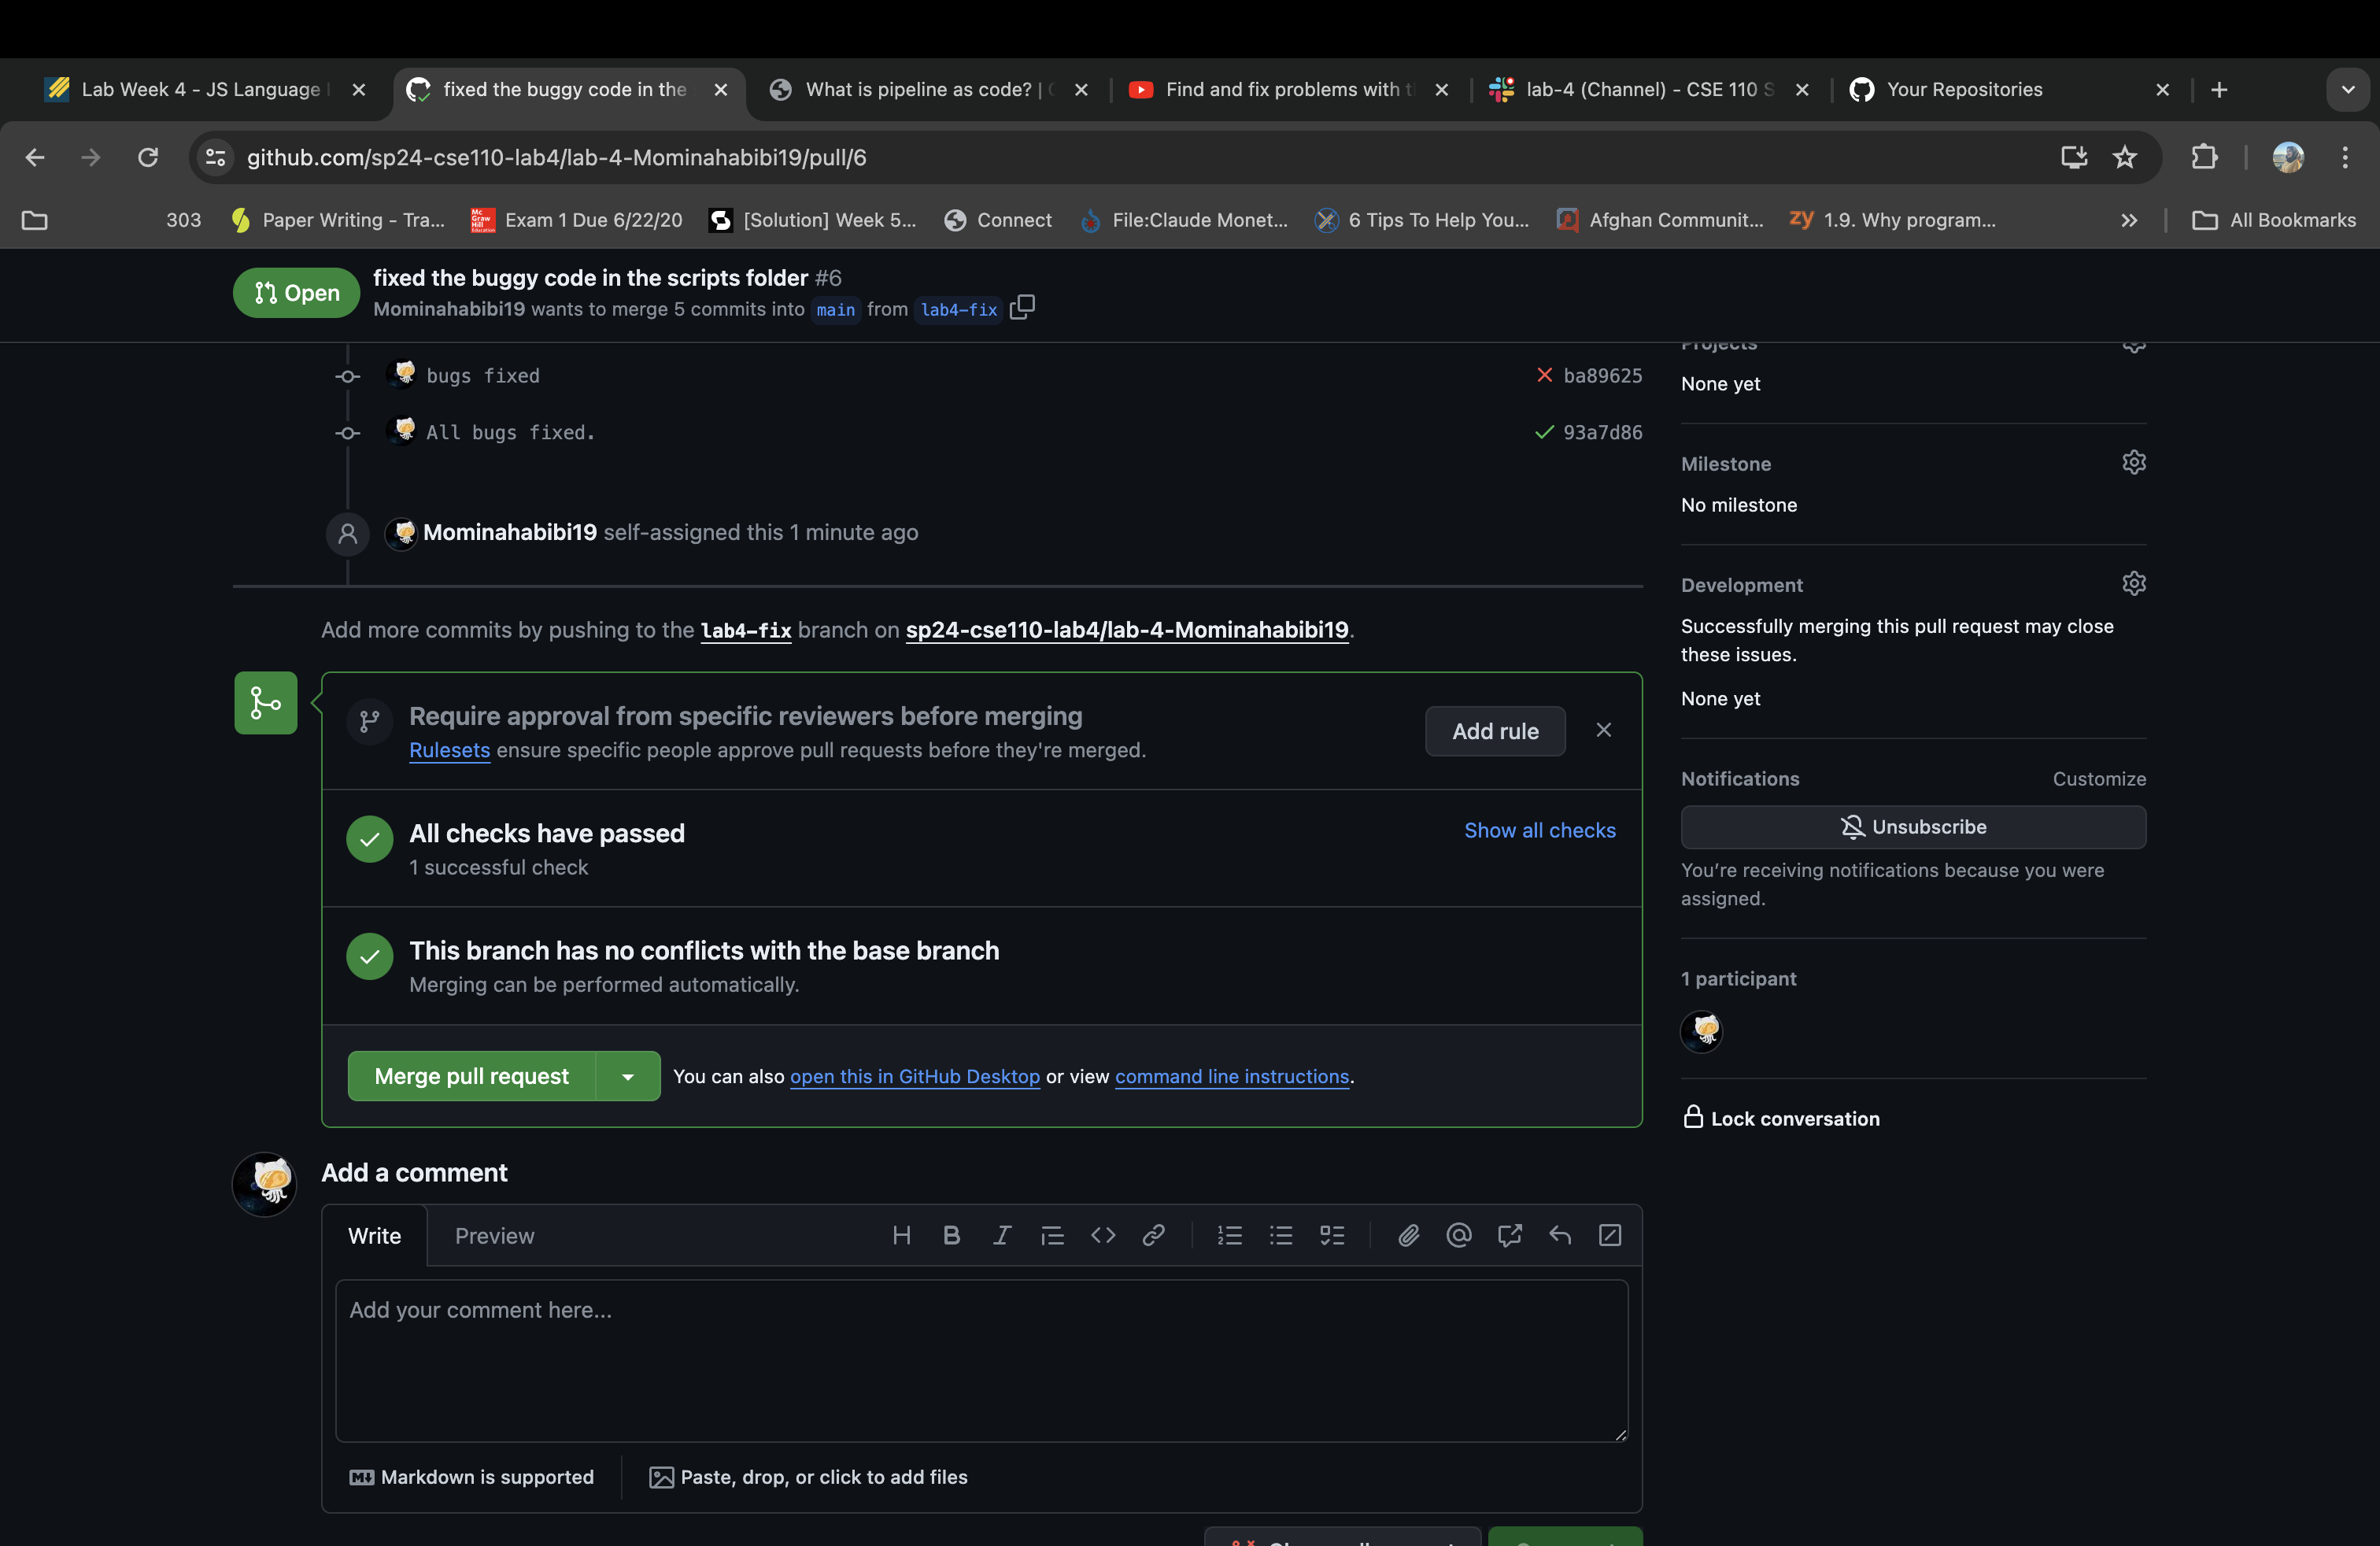 Lab Week 4 - JS Language
fixed the buggy code in the
What is pipeline as code? |
Find and fix problems with t
lab-4 (Channel) - CSE 110 S
Your Repositories
github.com/sp24-cse110-lab4/lab-4-Mominahabibi19/pull/6
303
Paper Writing - Tra...
Mc Graw Hill Education
Exam 1 Due 6/22/20
[Solution] Week 5...
Connect
File:Claude Monet...
6 Tips To Help You...
Afghan Communit...
zy 1.9. Why program...
All Bookmarks
Open
fixed the buggy code in the scripts folder #6
Mominahabibi19 wants to merge 5 commits into main from lab4-fix
bugs fixed
ba89625
All bugs fixed.
93a7d86
Mominahabibi19 self-assigned this 1 minute ago
Add more commits by pushing to the lab4-fix branch on sp24-cse110-lab4/lab-4-Mominahabibi19.
Require approval from specific reviewers before merging
Rulesets ensure specific people approve pull requests before they're merged.
Add rule
All checks have passed
1 successful check
Show all checks
This branch has no conflicts with the base branch
Merging can be performed automatically.
Merge pull request
You can also open this in GitHub Desktop or view command line instructions.
Add a comment
Write
Preview
Add your comment here...
Markdown is supported
Paste, drop, or click to add files
Projects
None yet
Milestone
No milestone
Development
Successfully merging this pull request may close
these issues.
None yet
Notifications
Customize
Unsubscribe
You’re receiving notifications because you were
assigned.
1 participant
Lock conversation